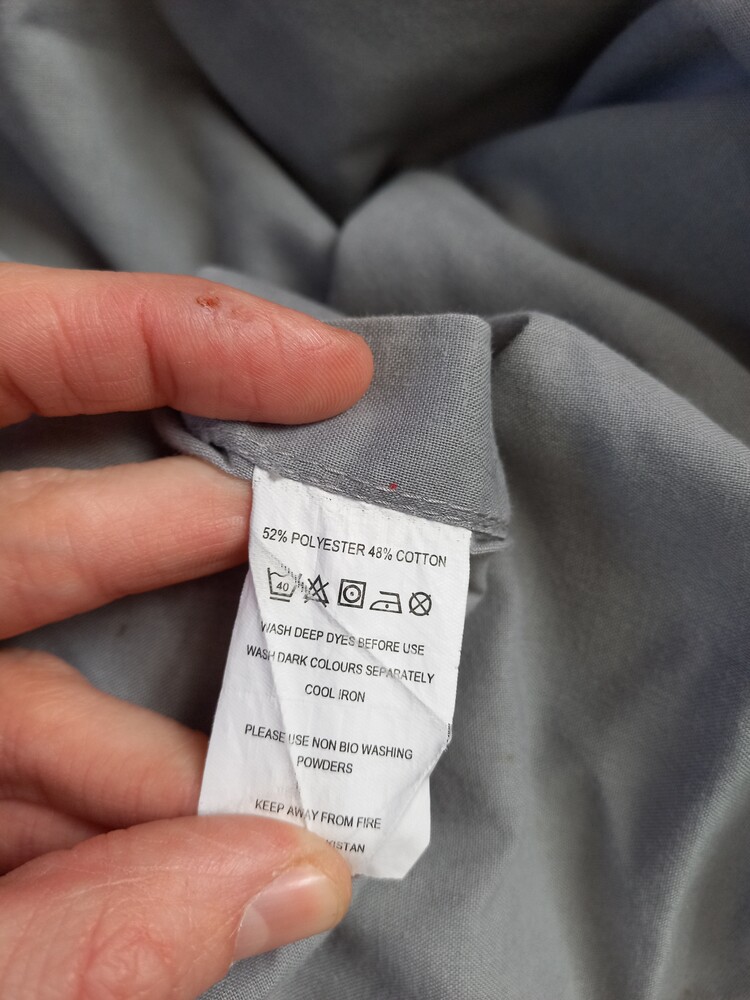 52% POLYESTER 48% COTTON
40
WASH DEEP DYES BEFORE USE
WASH DARK COLOURS SEPARATELY
COOL IRON
PLEASE USE NON BIO WASHING
POWDERS
KEEP AWAY FROM FIRE